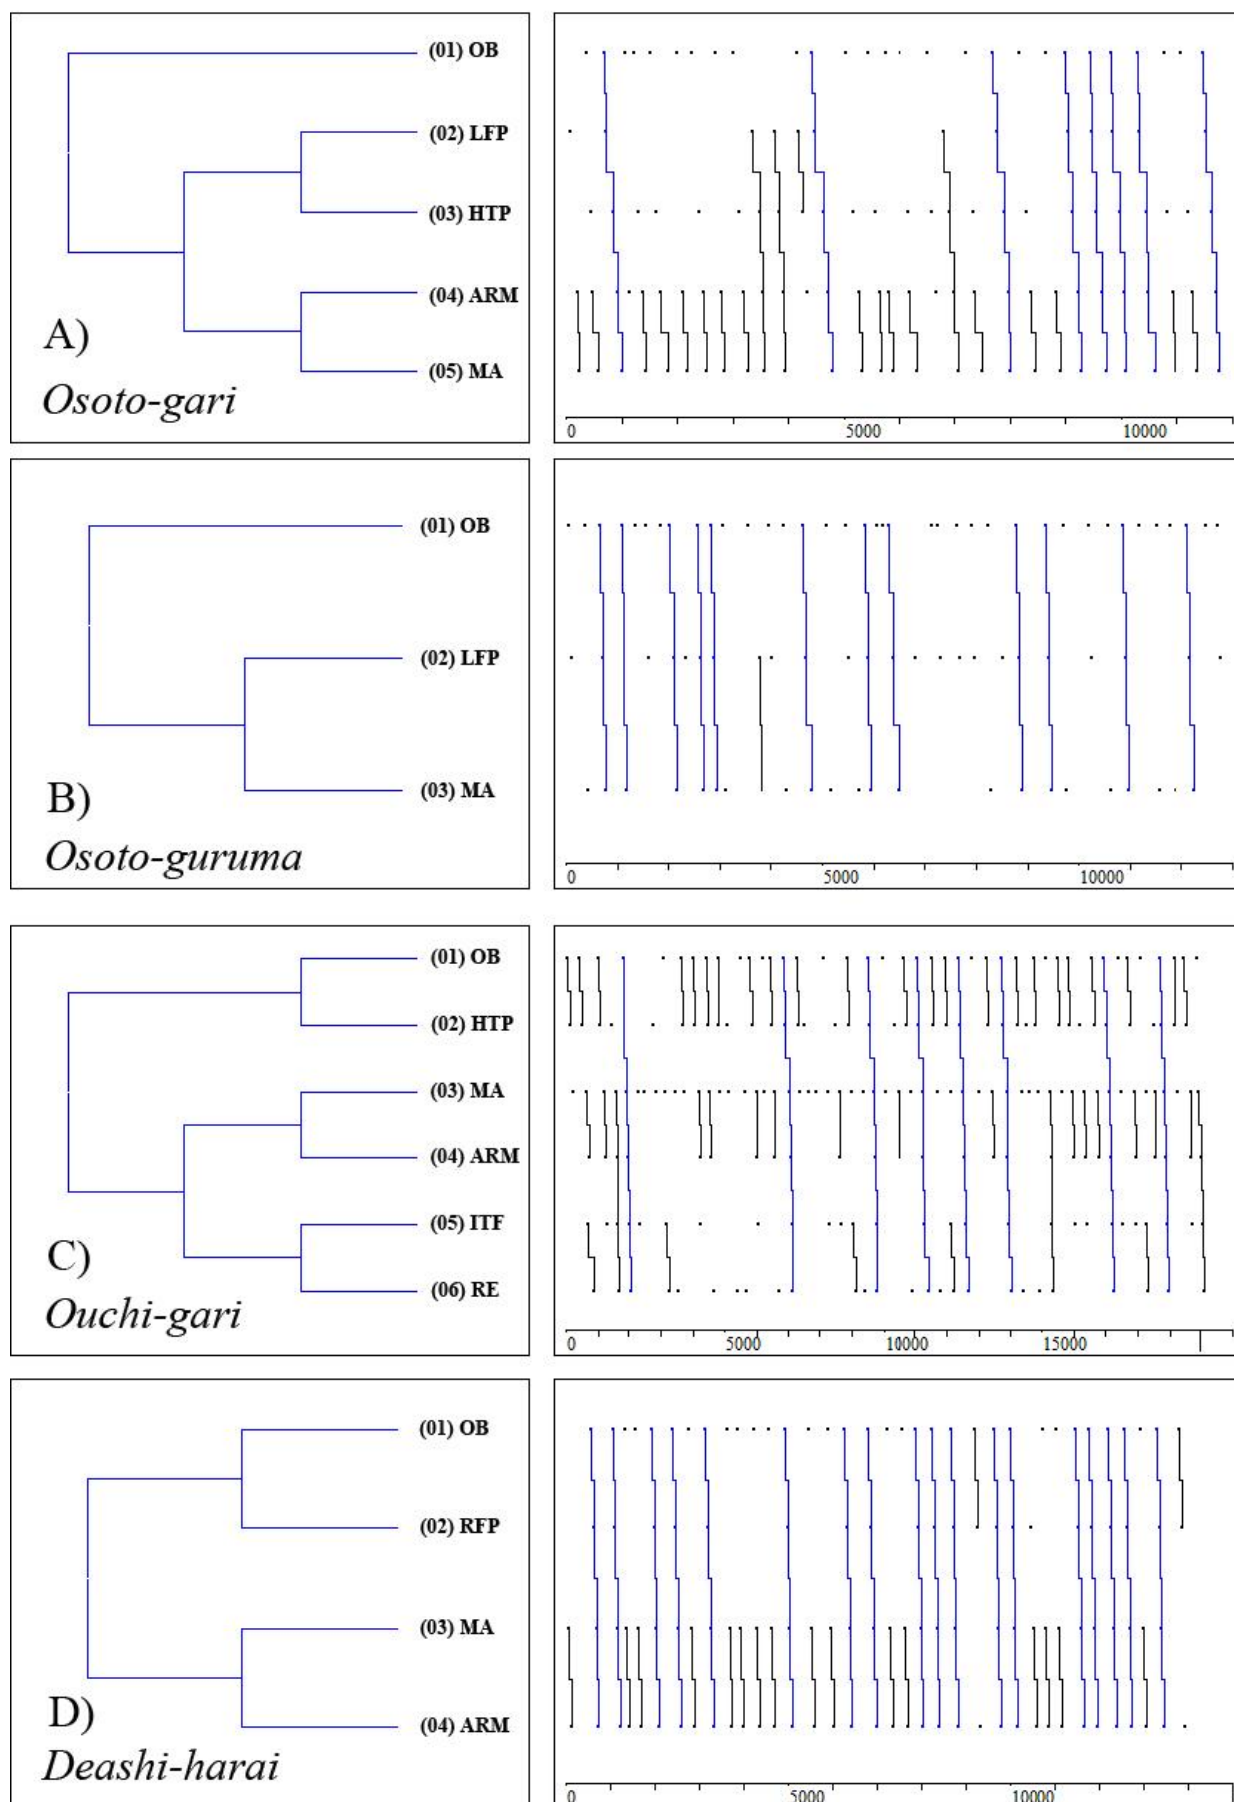 (01) OB
(02) LFP
(03) HTP
(04) ARM
(05) MA
A)
Osoto-gari
0 5000 10000
(01) OB
(02) LFP
(03) MA
B)
Osoto-guruma
0 5000 10000
(01) OB
(02) HTP
(03) MA
(04) ARM
(05) ITF
(06) RE
C)
Ouchi-gari
0 5000 10000 15000
(01) OB
(02) RFP
(03) MA
(04) ARM
D)
Deashi-harai
0 5000 10000